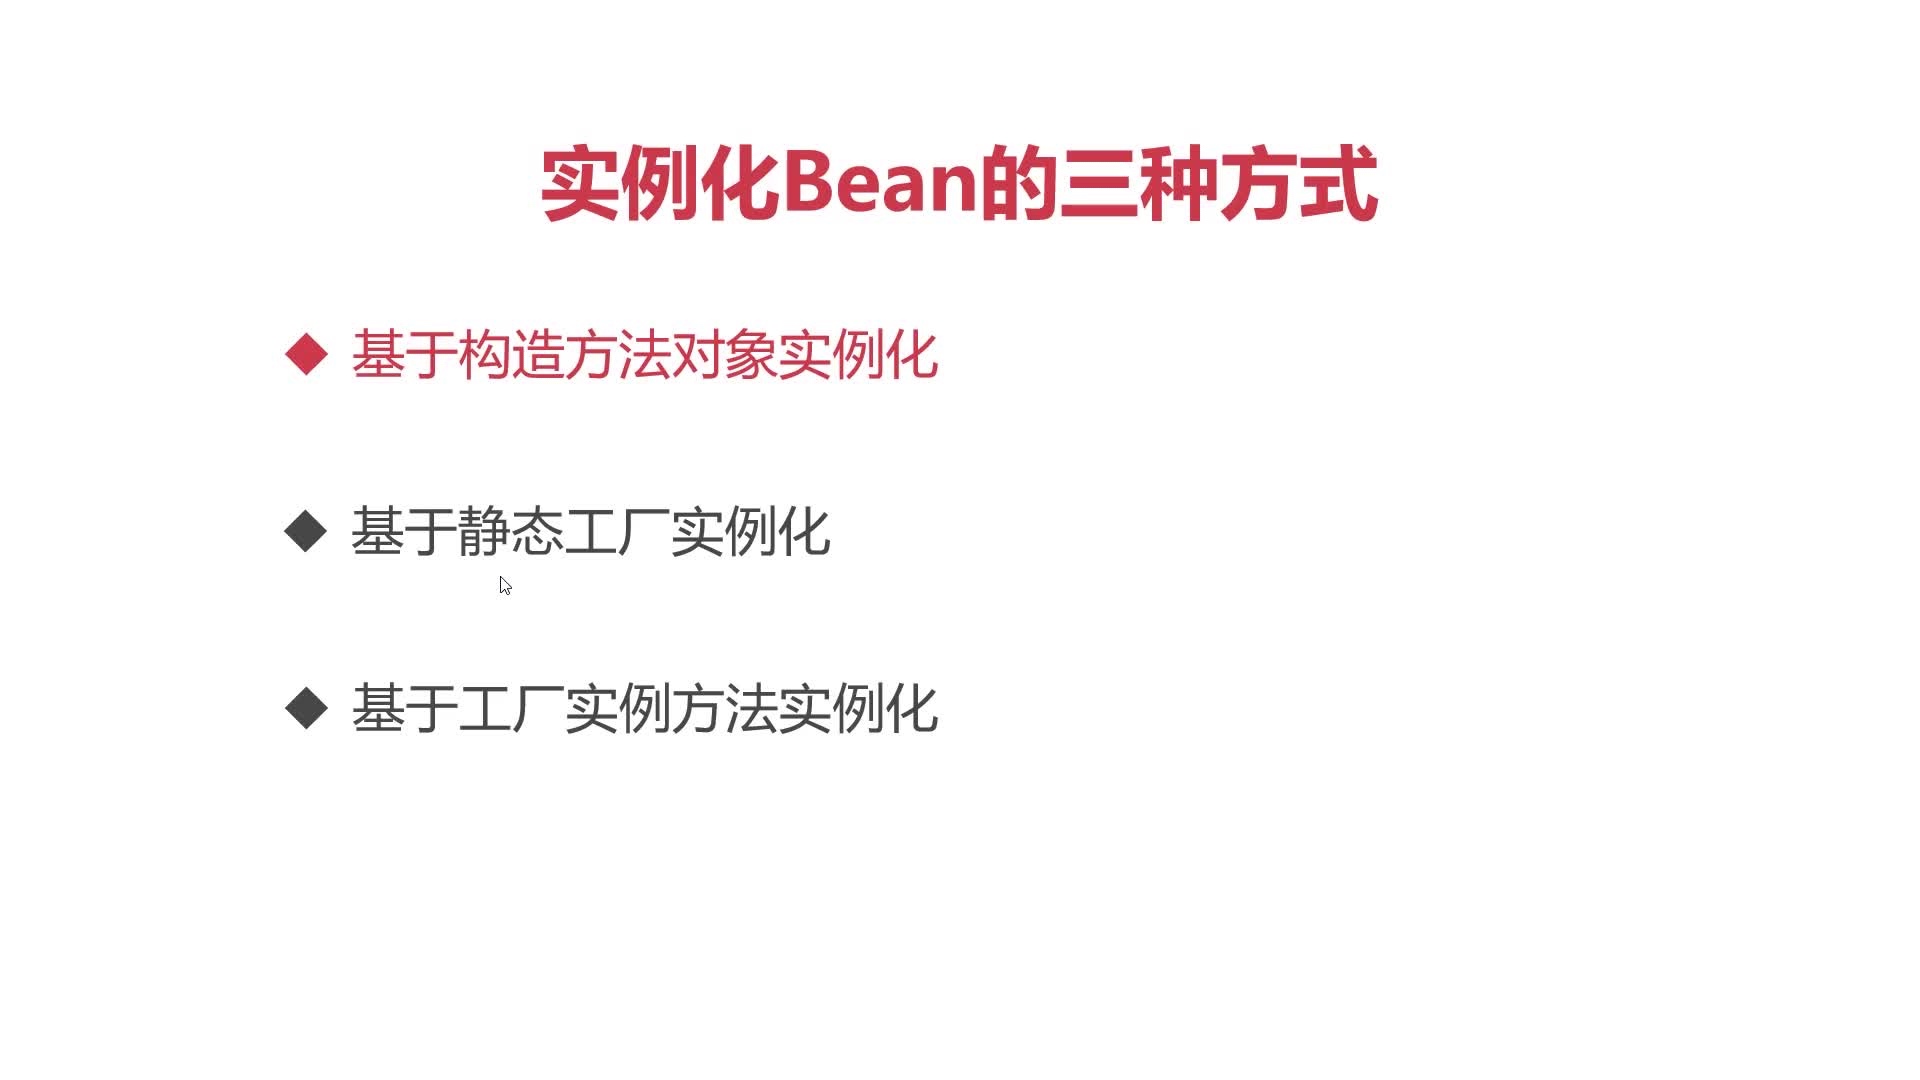 实例化Bean的三种方式
基于构造方法对象实例化
基于静态工厂实例化
基于工厂实例方法实例化